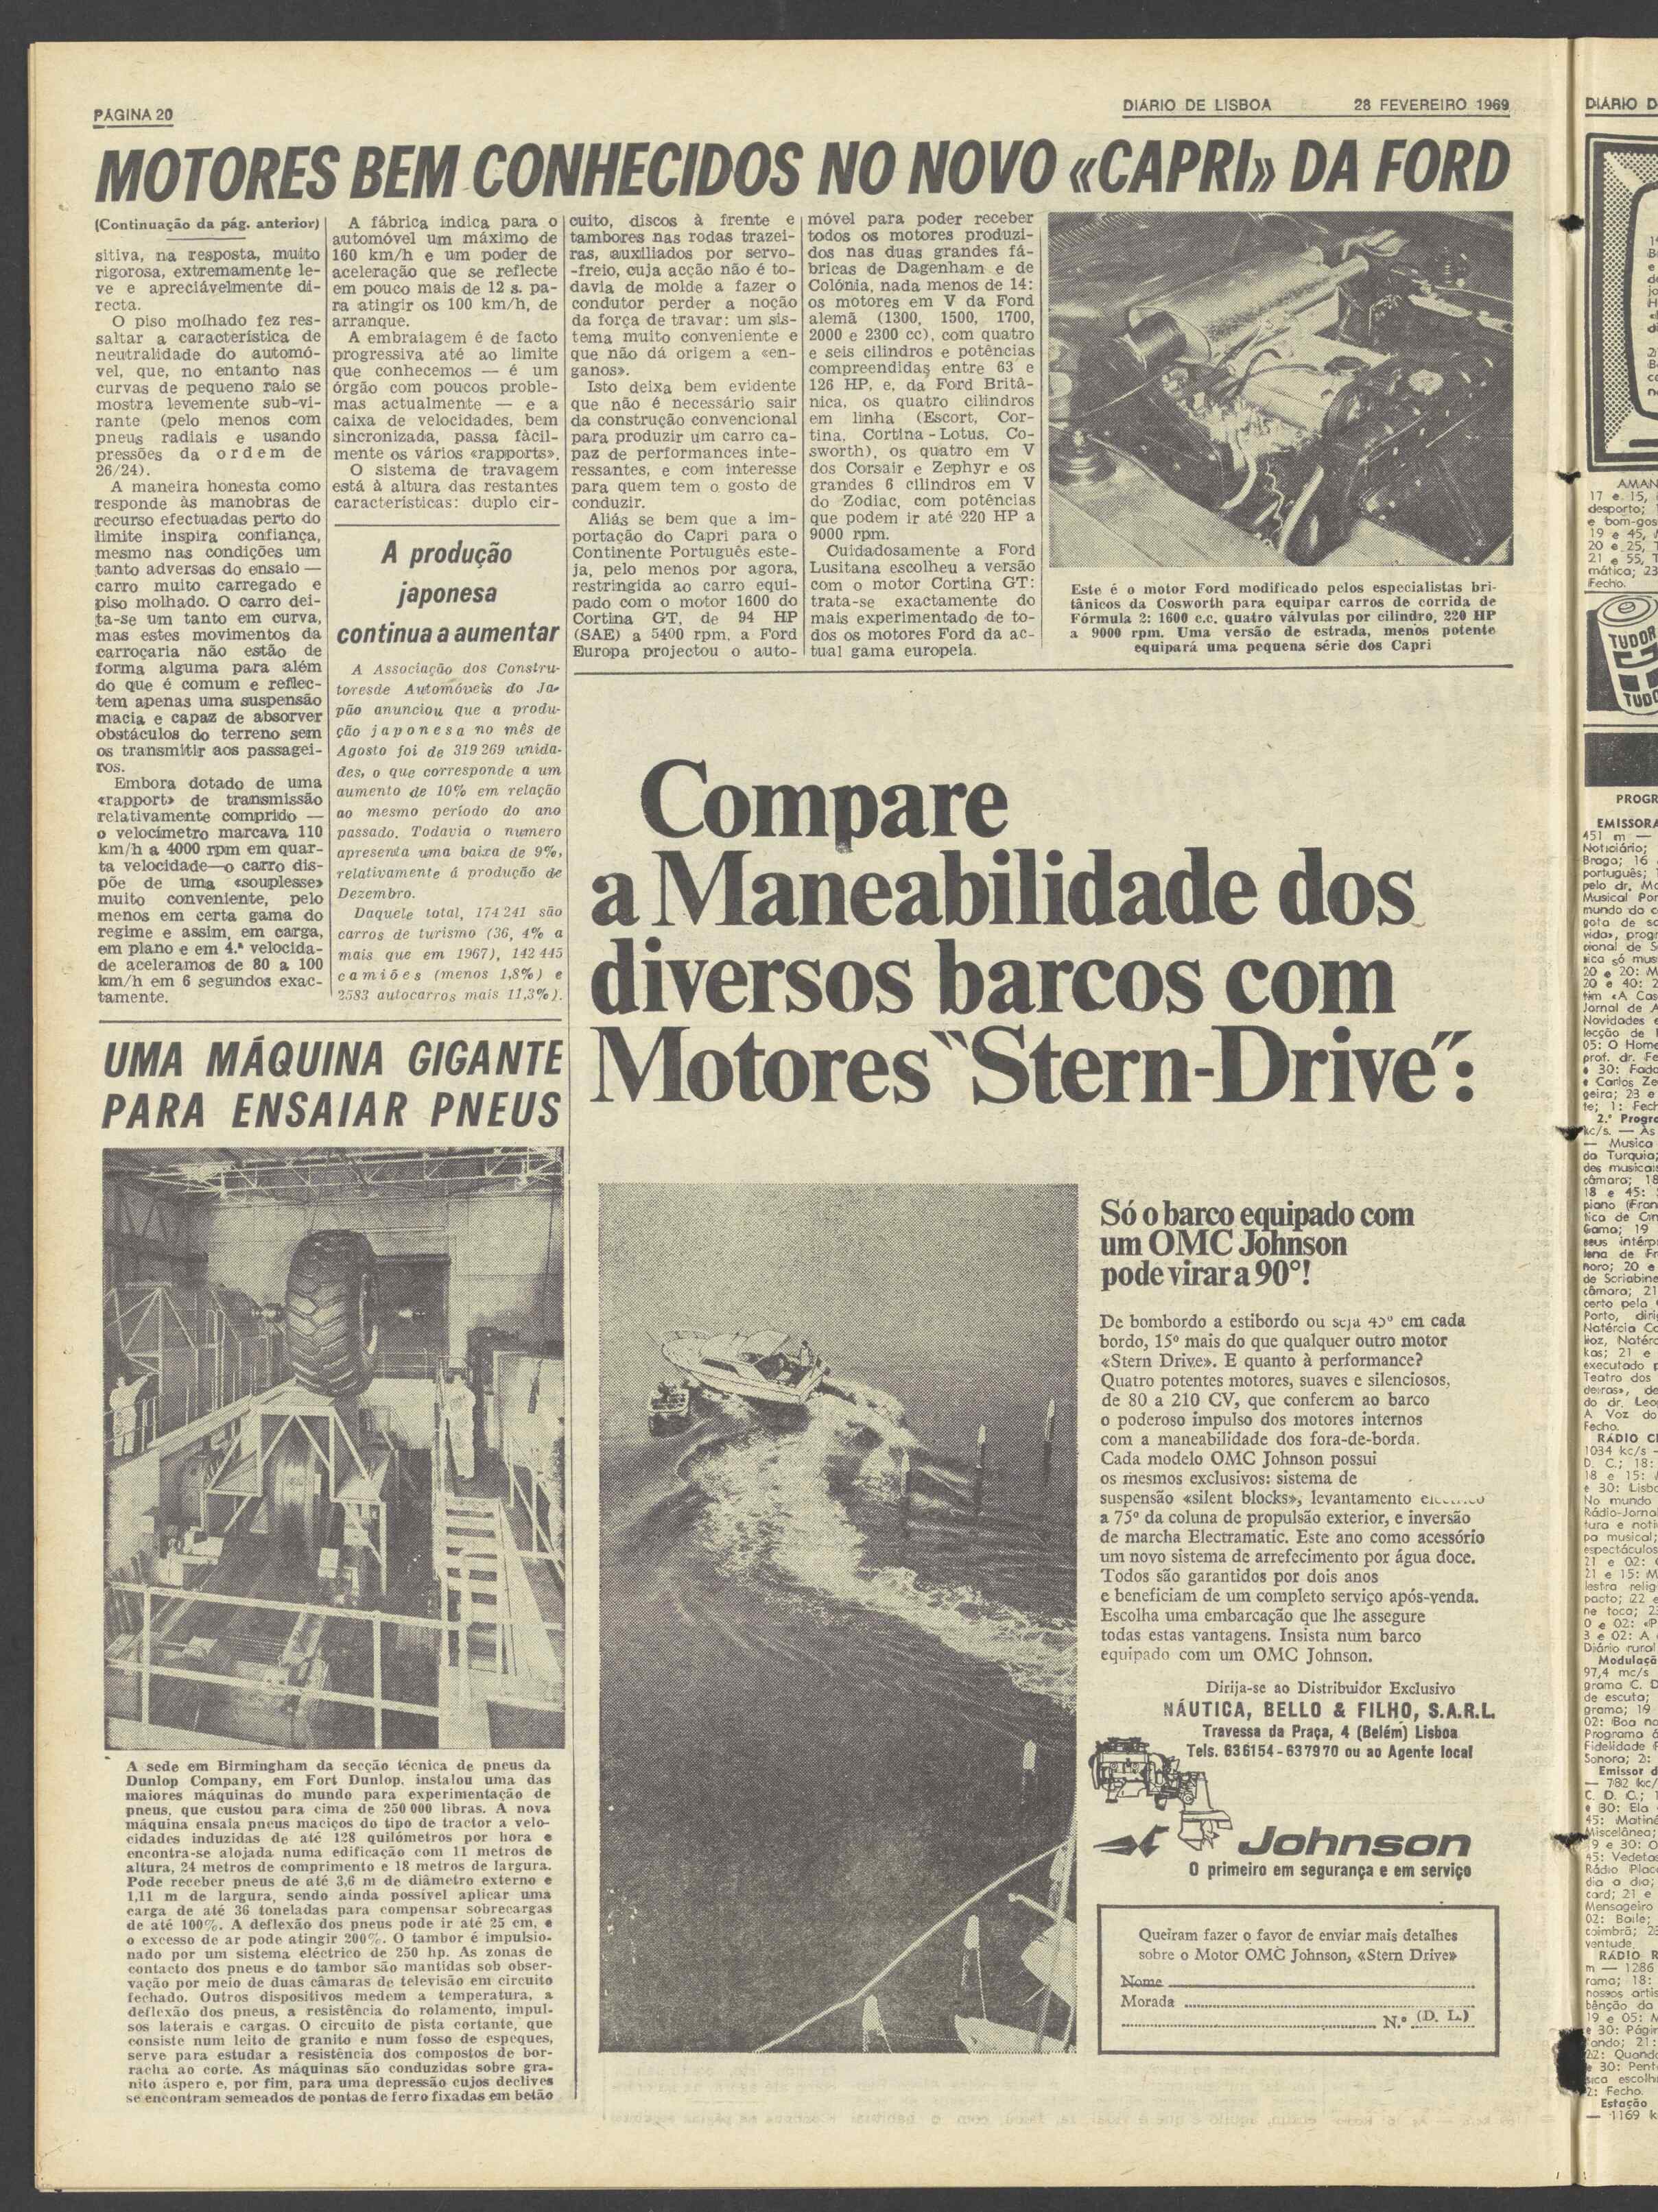 PÁGINA 20
DIÁRIO DE LISBOA 28 FEVEREIRO 1969
MOTORES BEM CONHECIDOS NO NOVO «CAPRI» DA FORD
(Continuação da pág. anterior)
sitiva, na resposta, muito
rigorosa, extremamente le-
ve e apreciàvelmente di-
recta.
O piso molhado fez res-
saltar a característica de
neutralidade do automó-
vel, que, no entanto nas
curvas de pequeno raio se
mostra levemente sub-vi-
rante (pelo menos com
pneus radiais e usando
pressões da ordem de
26/24).
A maneira honesta como
responde às manobras de
recurso efectuadas perto do
limite inspira confiança,
mesmo nas condições um
tanto adversas do ensaio —
carro muito carregado e
piso molhado. O carro dei-
ta-se um tanto em curva,
mas estes movimentos da
carroçaria não estão de
forma alguma para além
do que é comum e reflec-
tem apenas uma suspensão
macia e capaz de absorver
obstáculos do terreno sem
os transmitir aos passagei-
ros.
Embora dotado de uma
«rapport» de transmissão
relativamente comprido —
o velocímetro marcava 110
km/h a 4000 rpm em quar-
ta velocidade—o carro dis-
põe de uma «souplesse»
muito conveniente, pelo
menos em certa gama do
regime e assim, em carga,
em plano e em 4.ª velocida-
de aceleramos de 80 a 100
km/h em 6 segundos exac-
tamente.
A fábrica indica para o
automóvel um máximo de
160 km/h e um poder de
aceleração que se reflecte
em pouco mais de 12 s. pa-
ra atingir os 100 km/h, de
arranque.
A embraiagem é de facto
progressiva até ao limite
que conhecemos — é um
órgão com poucos proble-
mas actualmente — e a
caixa de velocidades, bem
sincronizada, passa fàcil-
mente os vários «rapports».
O sistema de travagem
está à altura das restantes
características: duplo cir-
A produção
japonesa
continua a aumentar
A Associação dos Constru-
toresde Automóveis do Ja-
pão anunciou que a produ-
ção japonesa no mês de
Agosto foi de 319 269 unida-
des, o que corresponde a um
aumento de 10% em relação
ao mesmo período do ano
passado. Todavia o numero
apresenta uma baixa de 9%,
relativamente á produção de
Dezembro.
Daquele total, 174 241 são
carros de turismo (36, 4% a
mais que em 1967), 142 445
camiões (menos 1,8%) e
2583 autocarros mais 11,3%).
cuito, discos à frente e
tambores nas rodas trazei-
ras, auxiliados por servo-
-freio, cuja acção não é to-
davia de molde a fazer o
condutor perder a noção
da força de travar: um sis-
tema muito conveniente e
que não dá origem a «en-
ganos».
Isto deixa bem evidente
que não é necessário sair
da construção convencional
para produzir um carro ca-
paz de performances inte-
ressantes, e com interesse
para quem tem o gosto de
conduzir.
Aliás se bem que a im-
portação do Capri para o
Continente Português este-
ja, pelo menos por agora,
restringida ao carro equi-
pado com o motor 1600 do
Cortina GT, de 94 HP
(SAE) a 5400 rpm, a Ford
Europa projectou o auto-
móvel para poder receber
todos os motores produzi-
dos nas duas grandes fá-
bricas de Dagenham e de
Colónia, nada menos de 14:
os motores em V da Ford
alemã (1300, 1500, 1700,
2000 e 2300 cc), com quatro
e seis cilindros e potências
compreendidas entre 63 e
126 HP, e, da Ford Britâ-
nica, os quatro cilindros
em linha (Escort, Cor-
tina, Cortina-Lotus, Co-
sworth), os quatro em V
dos Corsair e Zephyr e os
grandes 6 cilindros em V
do Zodiac, com potências
que podem ir até 220 HP a
9000 rpm.
Cuidadosamente a Ford
Lusitana escolheu a versão
com o motor Cortina GT:
trata-se exactamente do
mais experimentado de to-
dos os motores Ford da ac-
tual gama europeia.
Este é o motor Ford modificado pelos especialistas bri-
tânicos da Cosworth para equipar carros de corrida de
Fórmula 2: 1600 c.c. quatro válvulas por cilindro, 220 HP
a 9000 rpm. Uma versão de estrada, menos potente
equipará uma pequena série dos Capri
UMA MÁQUINA GIGANTE
PARA ENSAIAR PNEUS
A sede em Birmingham da secção técnica de pneus da
Dunlop Company, em Fort Dunlop, instalou uma das
maiores máquinas do mundo para experimentação de
pneus, que custou para cima de 250 000 libras. A nova
máquina ensaia pneus maciços do tipo de tractor a velo-
cidades induzidas de até 128 quilómetros por hora e
encontra-se alojada numa edificação com 11 metros de
altura, 24 metros de comprimento e 18 metros de largura.
Pode receber pneus de até 3,6 m de diâmetro externo e
1,11 m de largura, sendo ainda possível aplicar uma
carga de até 36 toneladas para compensar sobrecargas
de até 100%. A deflexão dos pneus pode ir até 25 cm, e
o excesso de ar pode atingir 200%. O tambor é impulsio-
nado por um sistema eléctrico de 250 hp. As zonas de
contacto dos pneus e do tambor são mantidas sob obser-
vação por meio de duas câmaras de televisão em circuito
fechado. Outros dispositivos medem a temperatura, a
deflexão dos pneus, a resistência do rolamento, impul-
sos laterais e cargas. O circuito de pista cortante, que
consiste num leito de granito e num fosso de espeques,
serve para estudar a resistência dos compostos de bor-
racha ao corte. As máquinas são conduzidas sobre gra-
nito áspero e, por fim, para uma depressão cujos declives
se encontram semeados de pontas de ferro fixadas em betão
Compare
a Maneabilidade dos
diversos barcos com
Motores "Stern-Drive":
Só o barco equipado com
um OMC Johnson
pode virar a 90º!
De bombordo a estibordo ou seja 45º em cada
bordo, 15º mais do que qualquer outro motor
«Stern Drive». E quanto à performance?
Quatro potentes motores, suaves e silenciosos,
de 80 a 210 CV, que conferem ao barco
o poderoso impulso dos motores internos
com a maneabilidade dos fora-de-borda.
Cada modelo OMC Johnson possui
os mesmos exclusivos: sistema de
suspensão «silent blocks», levantamento
a 75º da coluna de propulsão exterior, e inversão
de marcha Electramatic. Este ano como acessório
um novo sistema de arrefecimento por água doce.
Todos são garantidos por dois anos
e beneficiam de um completo serviço após-venda.
Escolha uma embarcação que lhe assegure
todas estas vantagens. Insista num barco
equipado com um OMC Johnson.
Dirija-se ao Distribuidor Exclusivo
NÁUTICA, BELLO & FILHO, S.A.R.L.
Travessa da Praça, 4 (Belém) Lisboa
Tels. 636154-637970 ou ao Agente local
Johnson
O primeiro em segurança e em serviço
Queiram fazer o favor de enviar mais detalhes
sobre o Motor OMC Johnson, «Stern Drive»
Nome
Morada
N.º (D. L.)
DIÁRIO D
TUDOR